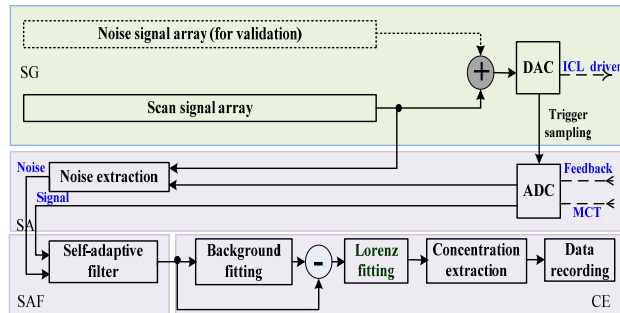 Noise signal array (for validation)
SG
DAC
ICL driver
+
Scan signal array
Trigger
sampling
Noise
Noise extraction
Feedback
ADC
Signal
MCT
SA
Self-adaptive
filter
Background
fitting
-
Lorenz
fitting
Concentration
extraction
Data
recording
SAF
CE